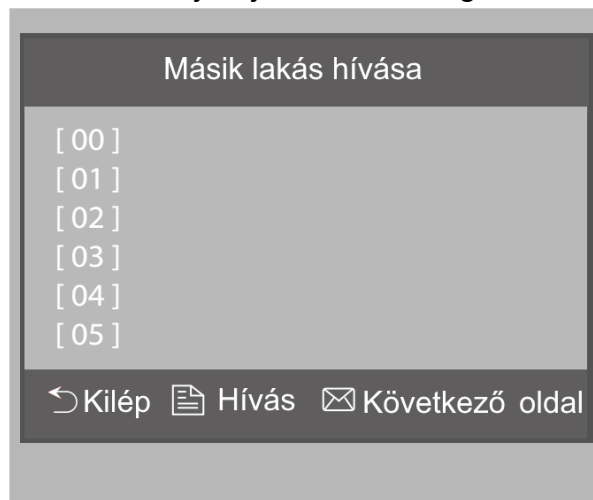 Másik lakás hívása
[ 00 ]
[ 01 ]
[ 02 ]
[ 03 ]
[ 04 ]
[ 05 ]
Kilép Hívás Következő oldal